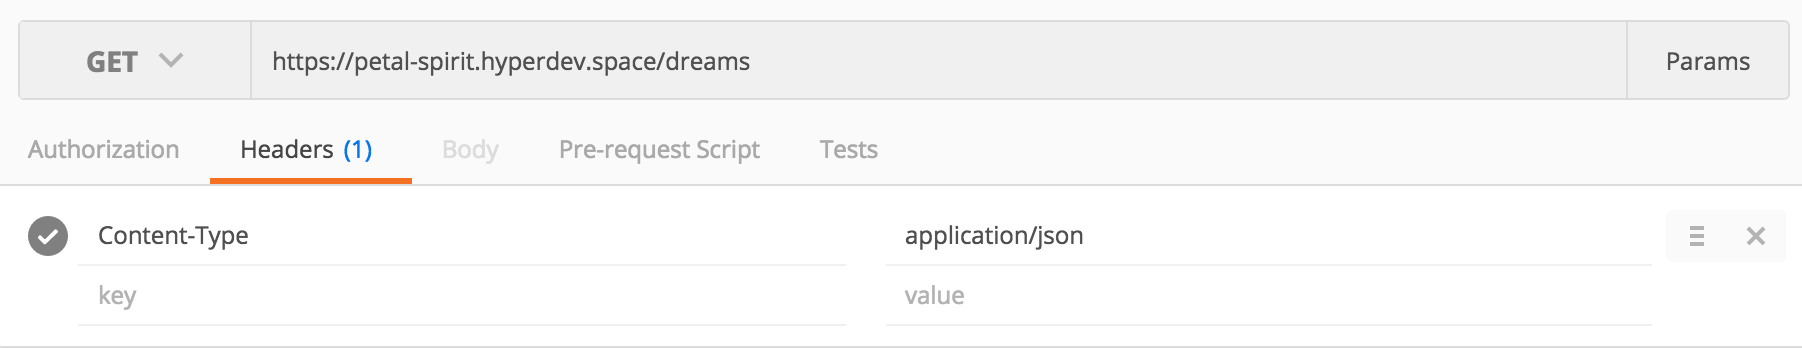 GET https://petal-spirit.hyperdev.space/dreams Params
Authorization Headers (1) Body Pre-request Script Tests
Content-Type application/json
key value